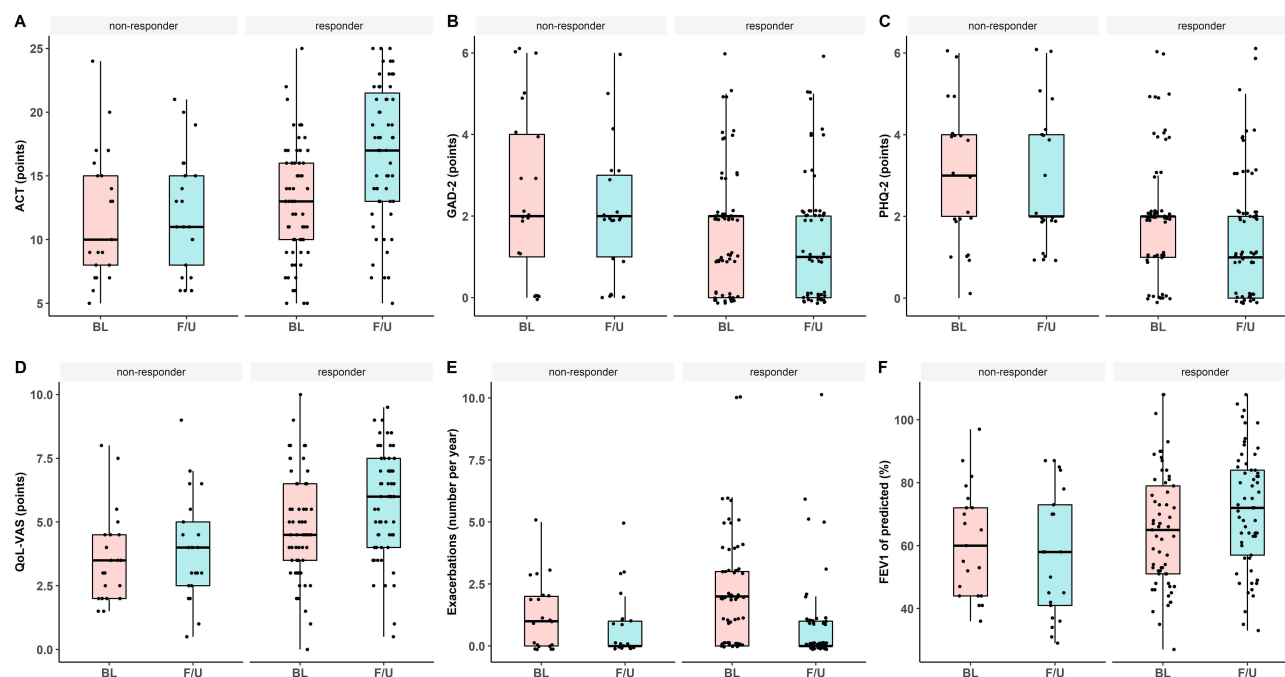 A
non-responder
responder
ACT (points)
25
20
15
10
5
BL
F/U
BL
F/U
B
non-responder
responder
GAD-2 (points)
6
4
2
0
BL
F/U
BL
F/U
C
non-responder
responder
PHQ-2 (points)
6
4
2
0
BL
F/U
BL
F/U
D
non-responder
responder
QoL-VAS (points)
10.0
7.5
5.0
2.5
0.0
BL
F/U
BL
F/U
E
non-responder
responder
Exacerbations (number per year)
10.0
7.5
5.0
2.5
0.0
BL
F/U
BL
F/U
F
non-responder
responder
FEV1 of predicted (%)
100
80
60
40
BL
F/U
BL
F/U